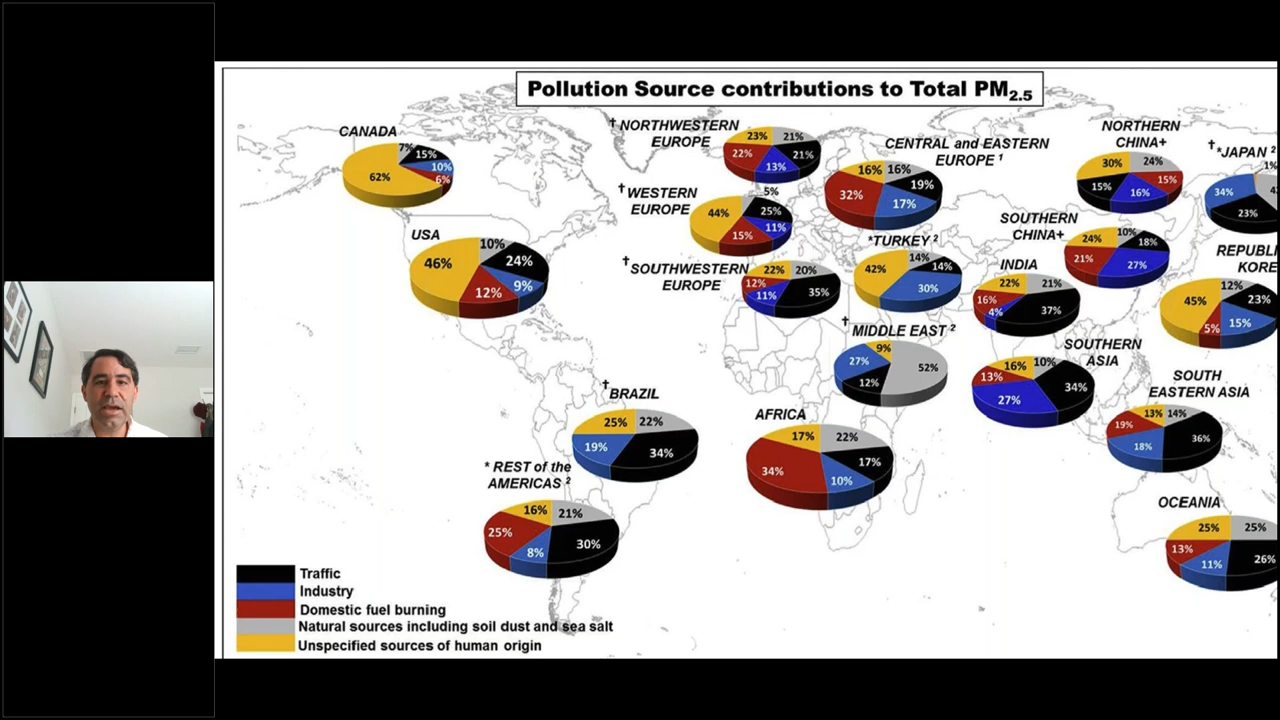 Pollution Source contributions to Total PM2.5
CANADA
7%
15%
10%
6%
62%
USA
10%
24%
9%
12%
46%
† NORTHWESTERN
EUROPE
23%
21%
22%
21%
13%
† WESTERN
EUROPE
5%
44%
25%
11%
15%
† SOUTHWESTERN
EUROPE
22%
20%
12%
11%
35%
CENTRAL and EASTERN
EUROPE 1
16%
16%
19%
32%
17%
*TURKEY 2
14%
42%
14%
30%
† MIDDLE EAST 2
9%
27%
52%
12%
NORTHERN
CHINA+
30%
24%
15%
15%
16%
SOUTHERN
CHINA+
10%
24%
18%
21%
27%
INDIA
22%
21%
16%
4%
37%
SOUTHERN
ASIA
16%
10%
13%
34%
27%
†*JAPAN 2
1%
34%
23%
REPUBLI
KORE
12%
45%
23%
5%
15%
SOUTH
EASTERN ASIA
13%
14%
19%
36%
18%
OCEANIA
25%
25%
13%
11%
26%
† BRAZIL
25%
22%
19%
34%
* REST of the
AMERICAS 2
16%
21%
25%
8%
30%
AFRICA
17%
22%
34%
17%
10%
Traffic
Industry
Domestic fuel burning
Natural sources including soil dust and sea salt
Unspecified sources of human origin